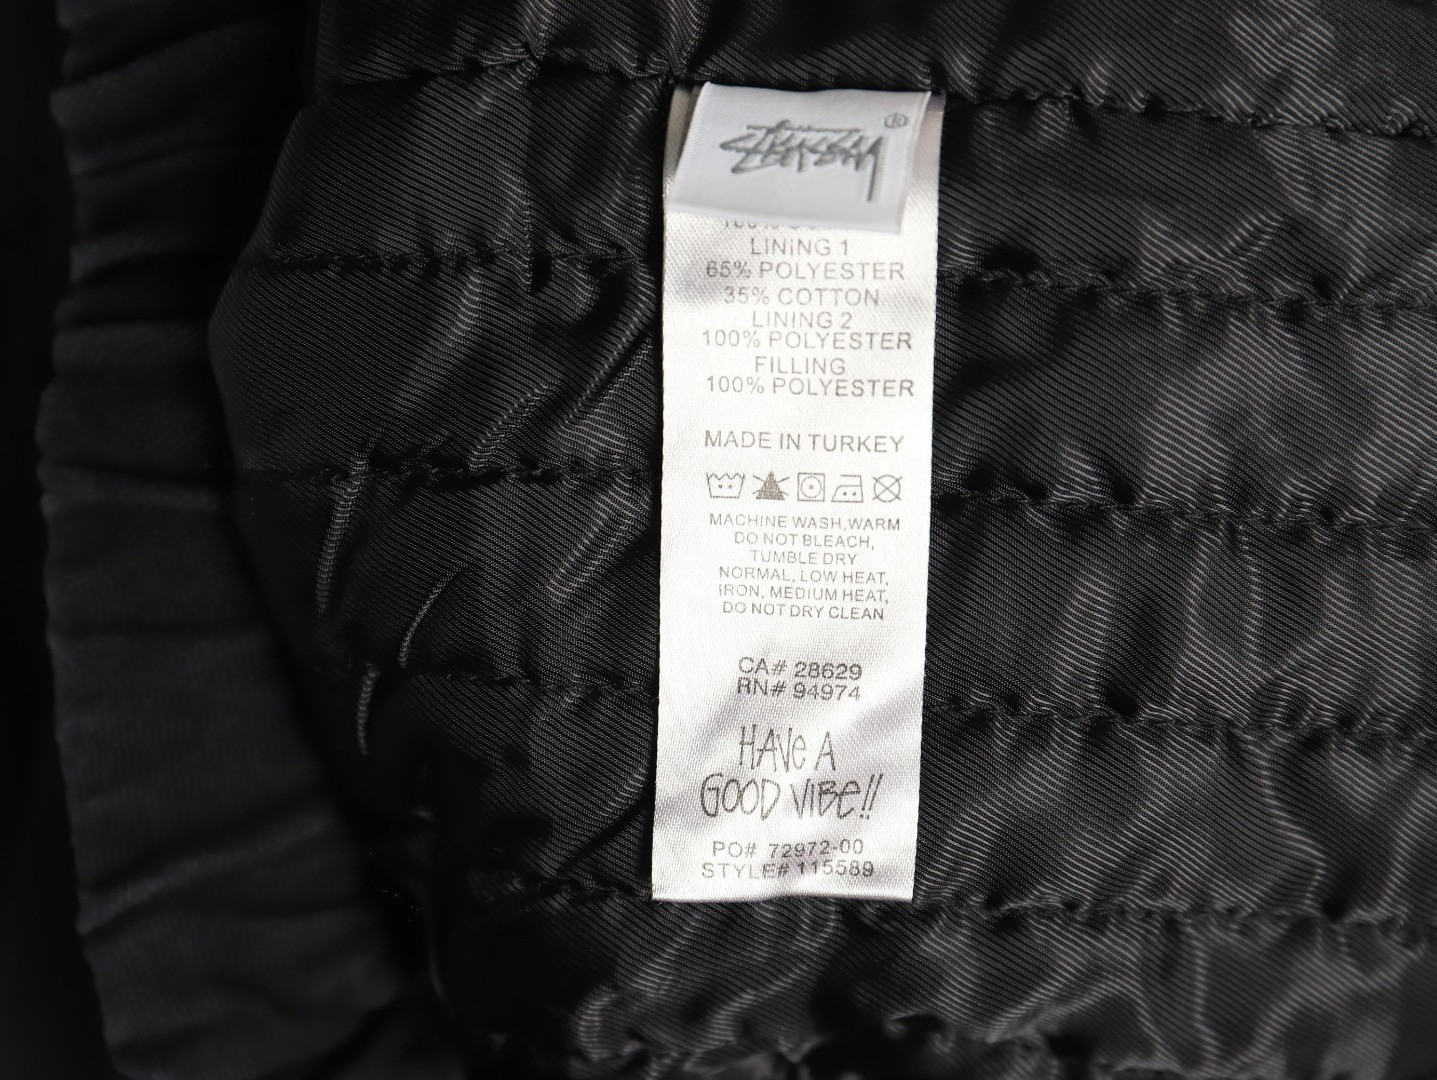 STÜSSY ®
LINING 1
65% POLYESTER
35% COTTON
LINING 2
100% POLYESTER
FILLING
100% POLYESTER
MADE IN TURKEY
MACHINE WASH,WARM
DO NOT BLEACH,
TUMBLE DRY
NORMAL, LOW HEAT,
IRON, MEDIUM HEAT,
DO NOT DRY CLEAN
CA# 28629
RN# 94974
HAVE A
GOOD VIBE!!
PO# 72972-00
STYLE# 115589